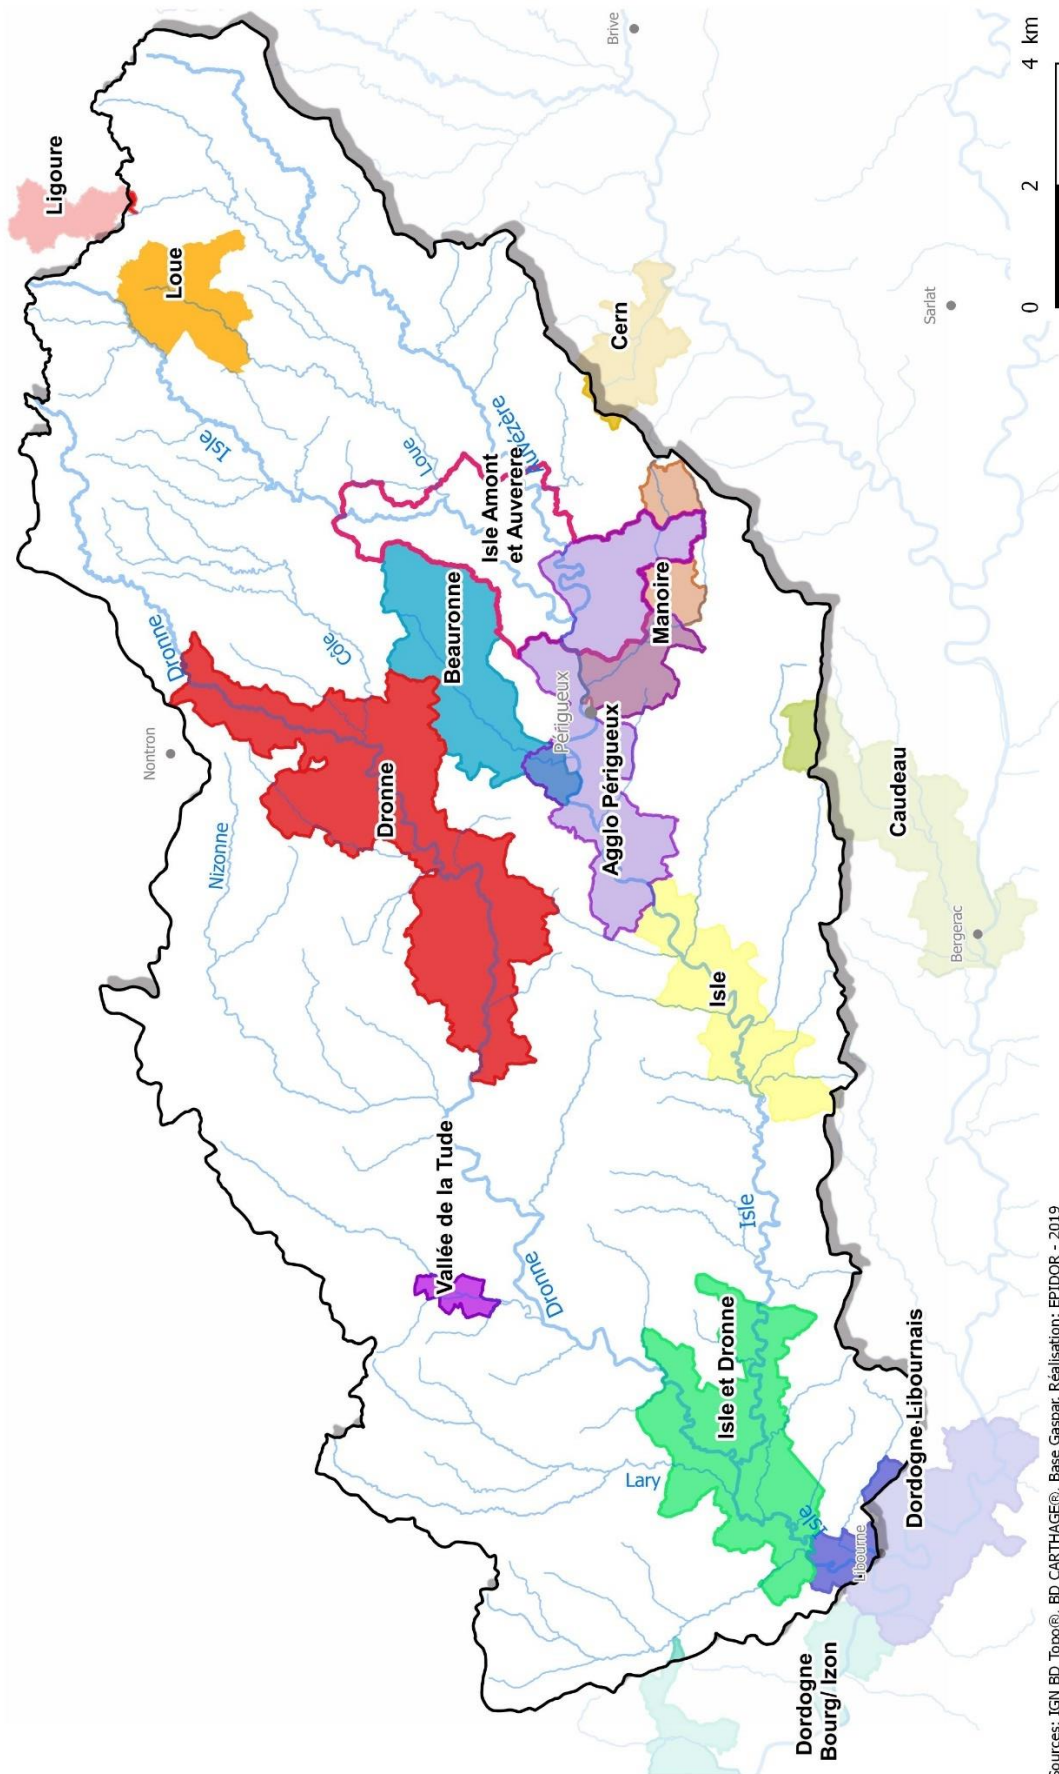 Ligoure
Loue
Brive
4 km
2
0
Nontron
Dronne
Isle
Loue
Auvézère
Isle Amont
et Auverere
Cern
Sarlat
Côle
Beauronne
Manoire
Périgueux
Agglo Périgueux
Nizonne
Dronne
Isle
Caudeau
Bergerac
Vallée de la Tude
Dronne
Isle
Isle et Dronne
Lary
Isle
Libourne
Dordogne Libournais
Dordogne
Bourg/ Izon
Sources: IGN BD Topo®, BD CARTHAGE®, Base Gaspar. Réalisation: EPIDOR - 2019